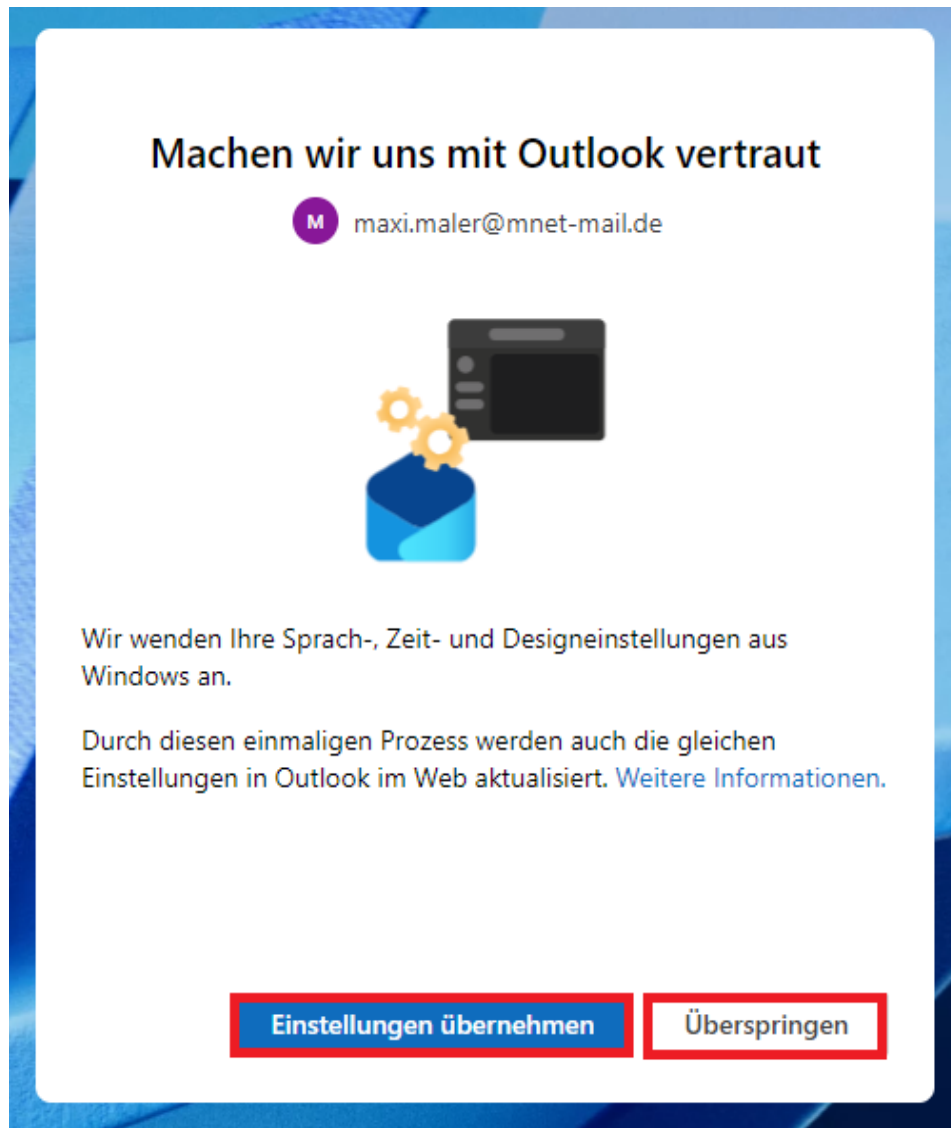 Machen wir uns mit Outlook vertraut
M maxi.maler@mnet-mail.de
Wir wenden Ihre Sprach-, Zeit- und Designeinstellungen aus
Windows an.
Durch diesen einmaligen Prozess werden auch die gleichen
Einstellungen in Outlook im Web aktualisiert. Weitere Informationen.
Einstellungen übernehmen Überspringen